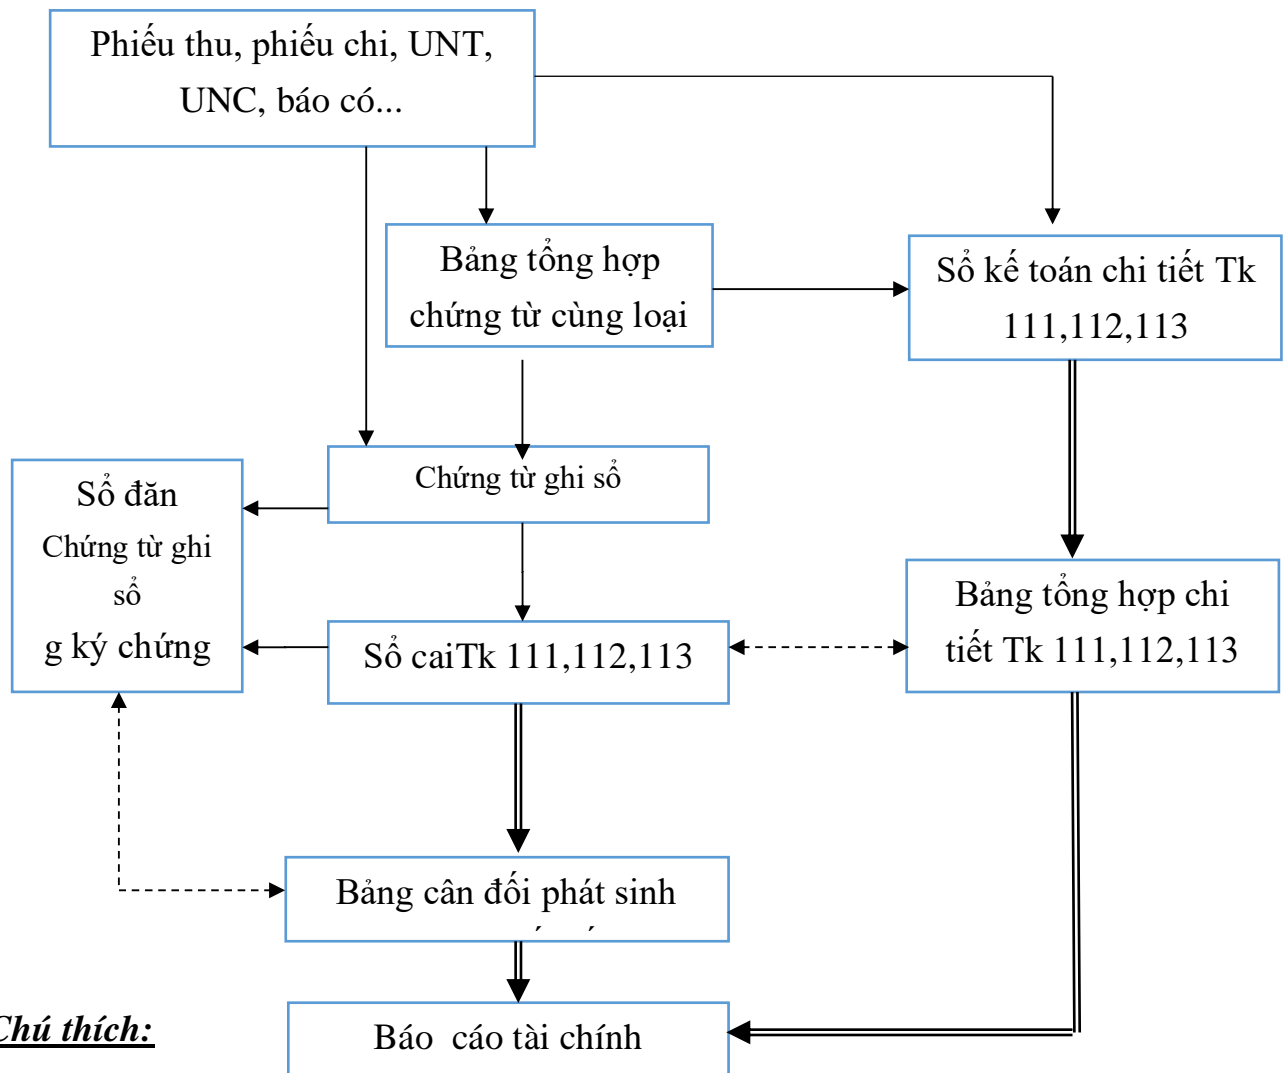 Phiếu thu, phiếu chi, UNT,
UNC, báo có...
Bảng tổng hợp
chứng từ cùng loại
Sổ kế toán chi tiết Tk
111,112,113
Chứng từ ghi sổ
Sổ đăn
Chứng từ ghi
sổ
g ký chứng
Sổ caiTk 111,112,113
Bảng tổng hợp chi
tiết Tk 111,112,113
Bảng cân đối phát sinh
Báo cáo tài chính
Chú thích: